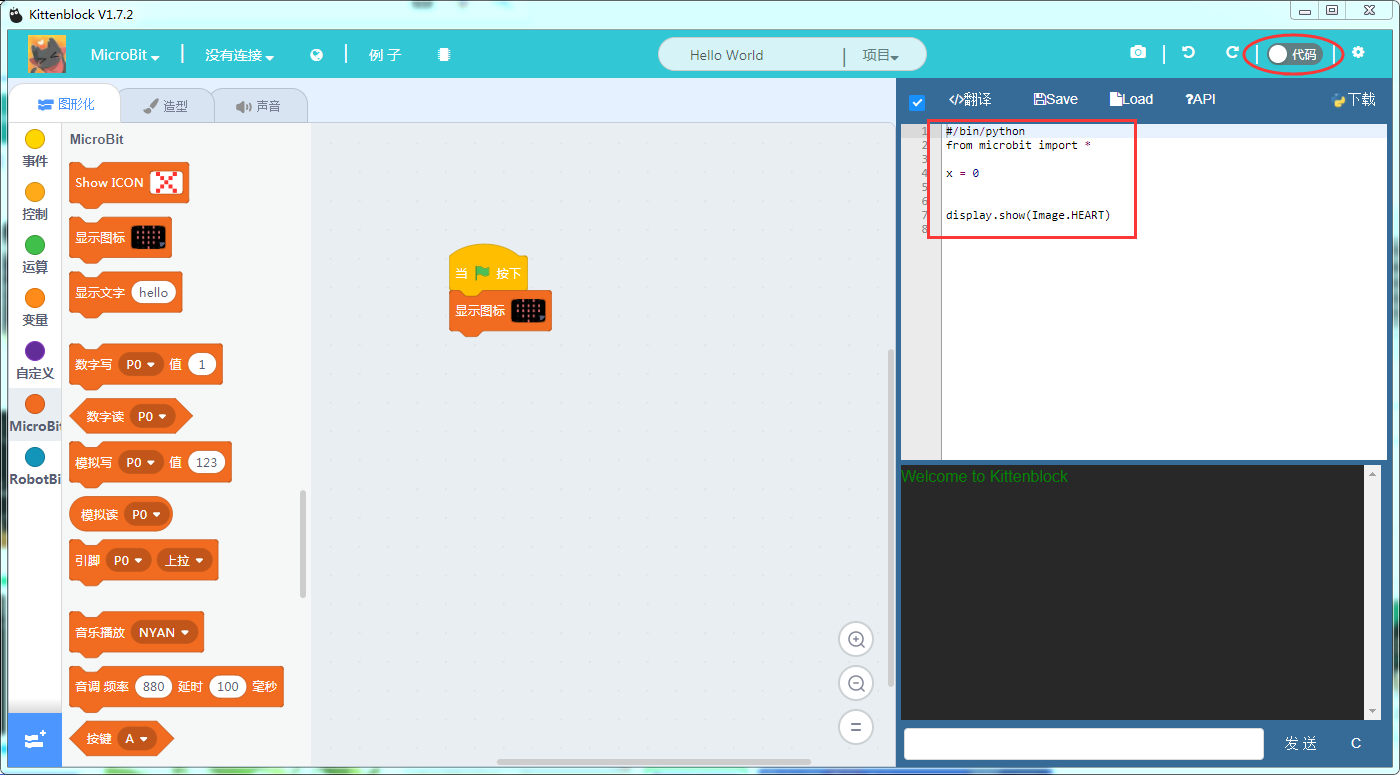 Kittenblock V1.7.2
MicroBit
没有连接
例子
Hello World
项目
代码
图形化
造型
声音
</>翻译
Save
Load
?API
下载
事件
控制
运算
变量
自定义
MicroBit
RobotBi
MicroBit
Show ICON
显示图标
显示文字 hello
数字写 P0 值 1
数字读 P0
模拟写 P0 值 123
模拟读 P0
引脚 P0 上拉
音乐播放 NYAN
音调 频率 880 延时 100 毫秒
按键 A
当 按下
显示图标
1 #/bin/python
2 from microbit import *
3
4 x = 0
5
6
7 display.show(Image.HEART)
8
Welcome to Kittenblock
发送
C